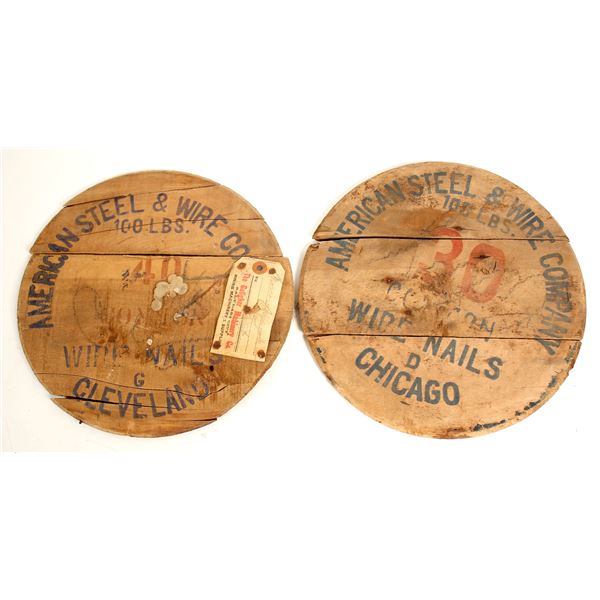 AMERICAN STEEL & WIRE CO
100 LBS.
40
WIRE NAILS
G
CLEVELAND
AMERICAN STEEL & WIRE COMPANY
100 LBS.
30
COMMON
WIRE NAILS
D
CHICAGO